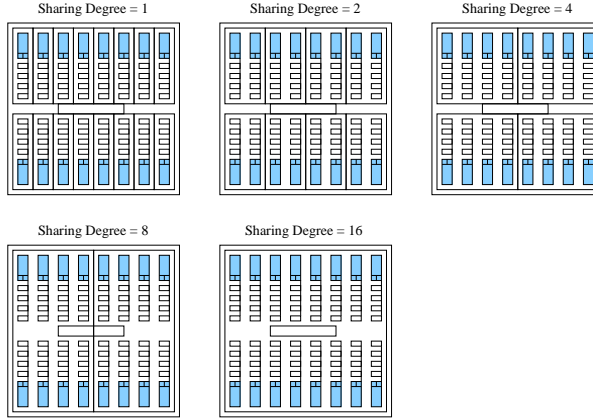 Sharing Degree = 1
Sharing Degree = 2
Sharing Degree = 4
Sharing Degree = 8
Sharing Degree = 16